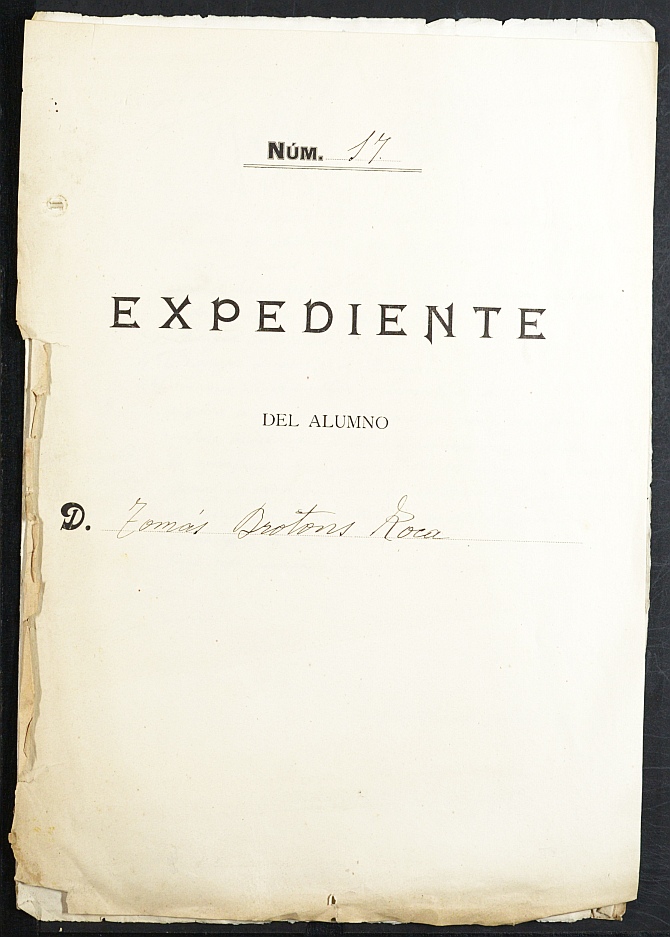 NÚM. 17.
EXPEDIENTE
DEL ALUMNO
D. Tomás Brotons Roca